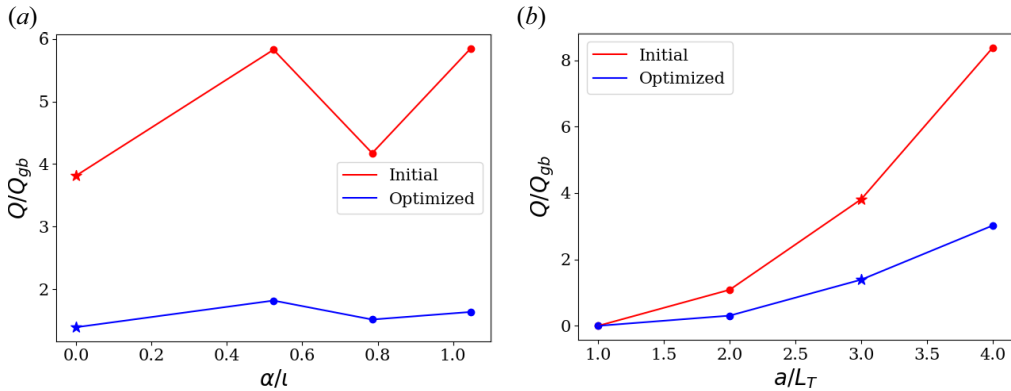 (a)
6
5
4
3
2
Q/Q_gb
0.0 0.2 0.4 0.6 0.8 1.0
α/ι
Initial
Optimized
(b)
8
6
4
2
0
Q/Q_gb
1.0 1.5 2.0 2.5 3.0 3.5 4.0
a/L_T
Initial
Optimized